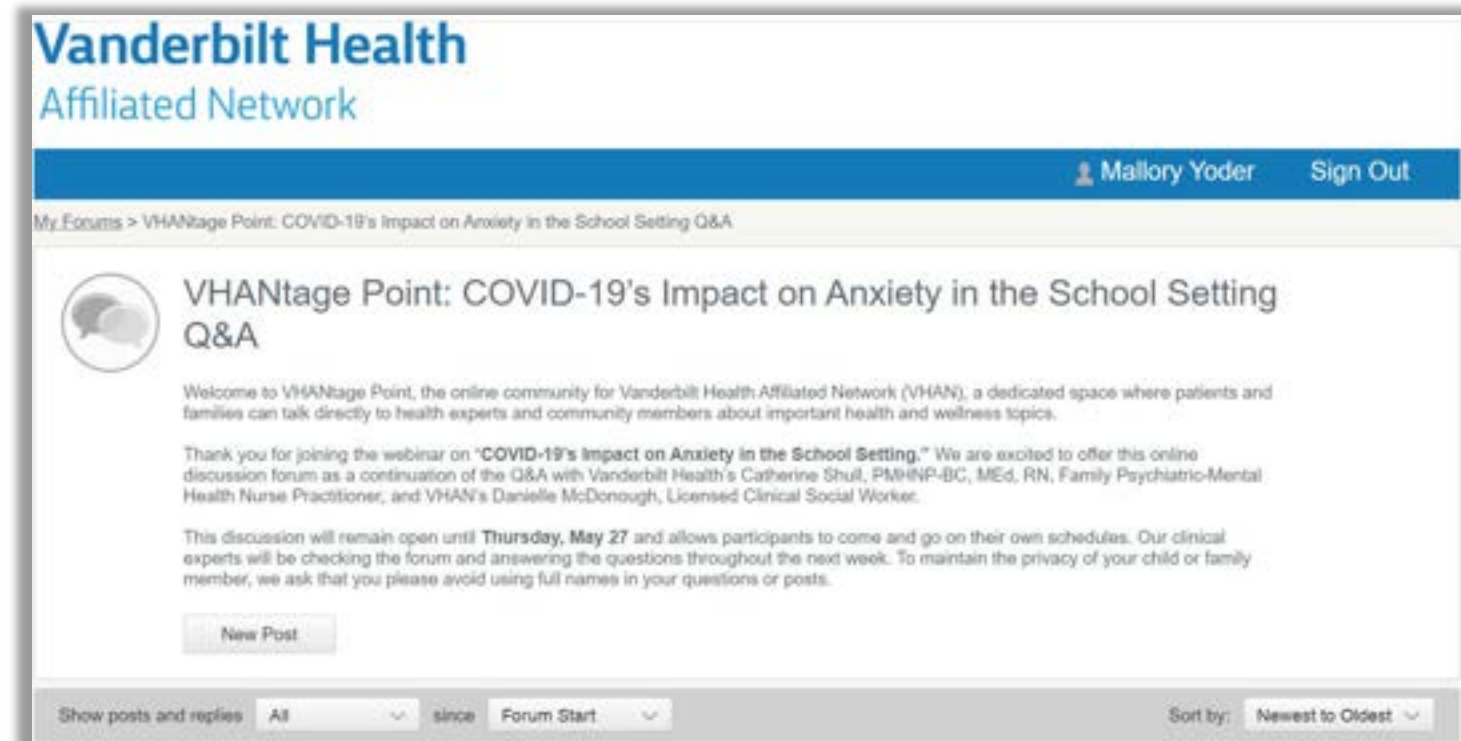 Vanderbilt Health
Affiliated Network
Mallory Yoder Sign Out
My Forums > VHANtage Point: COVID-19's Impact on Anxiety in the School Setting Q&A
VHANtage Point: COVID-19's Impact on Anxiety in the School Setting
Q&A
Welcome to VHANtage Point, the online community for Vanderbilt Health Affiliated Network (VHAN), a dedicated space where patients and
families can talk directly to health experts and community members about important health and wellness topics.
Thank you for joining the webinar on "COVID-19's Impact on Anxiety in the School Setting." We are excited to offer this online
discussion forum as a continuation of the Q&A with Vanderbilt Health's Catherine Shull, PMHNP-BC, MEd, RN, Family Psychiatric-Mental
Health Nurse Practitioner, and VHAN's Danielle McDonough, Licensed Clinical Social Worker.
This discussion will remain open until Thursday, May 27 and allows participants to come and go on their own schedules. Our clinical
experts will be checking the forum and answering the questions throughout the next week. To maintain the privacy of your child or family
member, we ask that you please avoid using full names in your questions or posts.
New Post
Show posts and replies All since Forum Start Sort by: Newest to Oldest